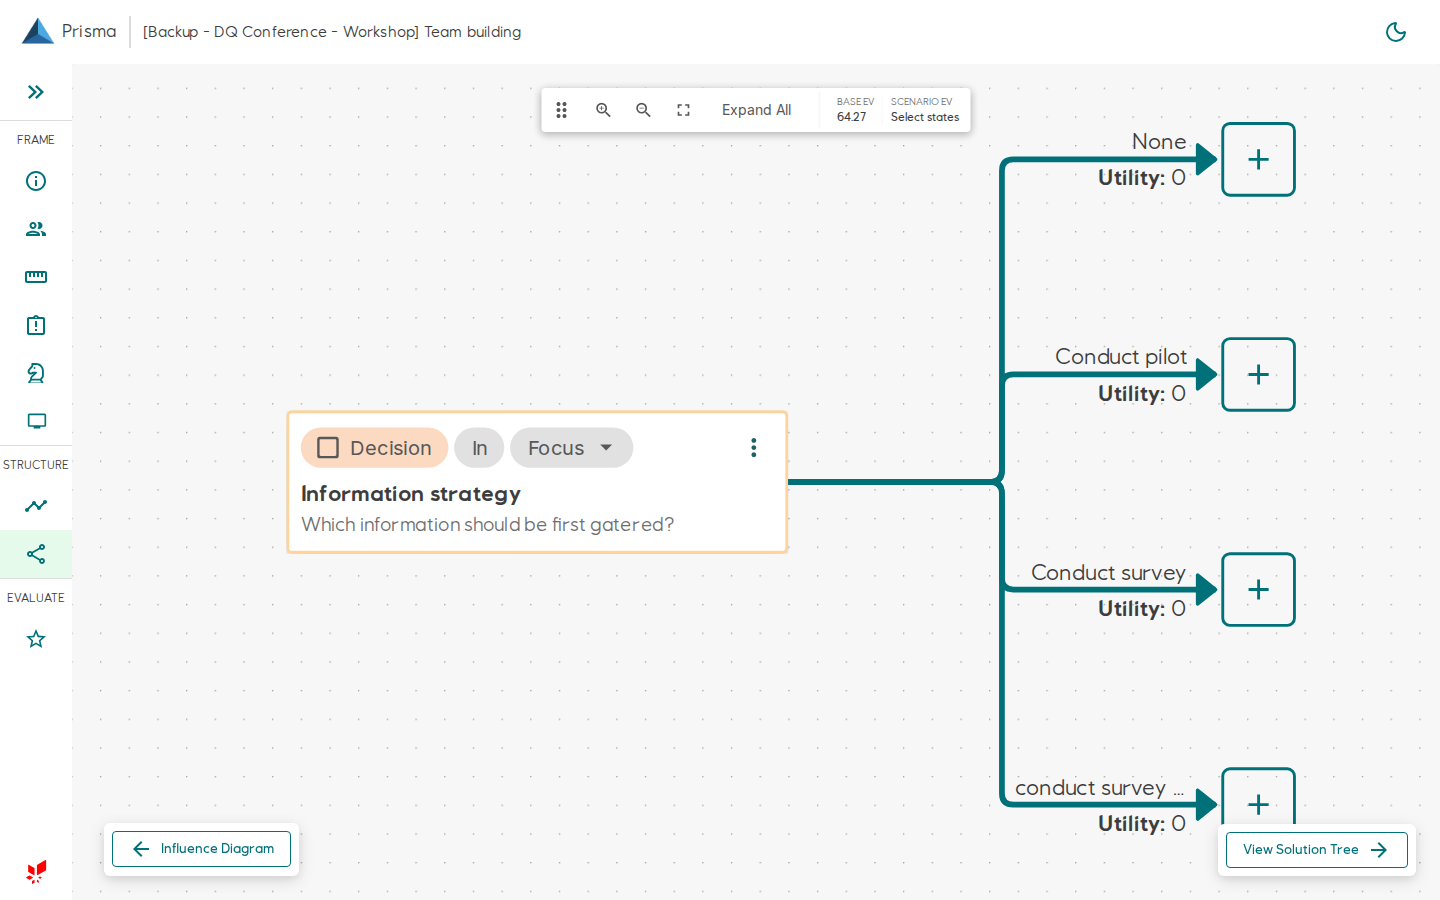 Prisma
[Backup - DQ Conference - Workshop] Team building
FRAME
STRUCTURE
EVALUATE
Expand All
BASE EV
64.27
SCENARIO EV
Select states
Decision
In
Focus
Information strategy
Which information should be first gatered?
None
Utility: 0
Conduct pilot
Utility: 0
Conduct survey
Utility: 0
conduct survey ...
Utility: 0
Influence Diagram
View Solution Tree